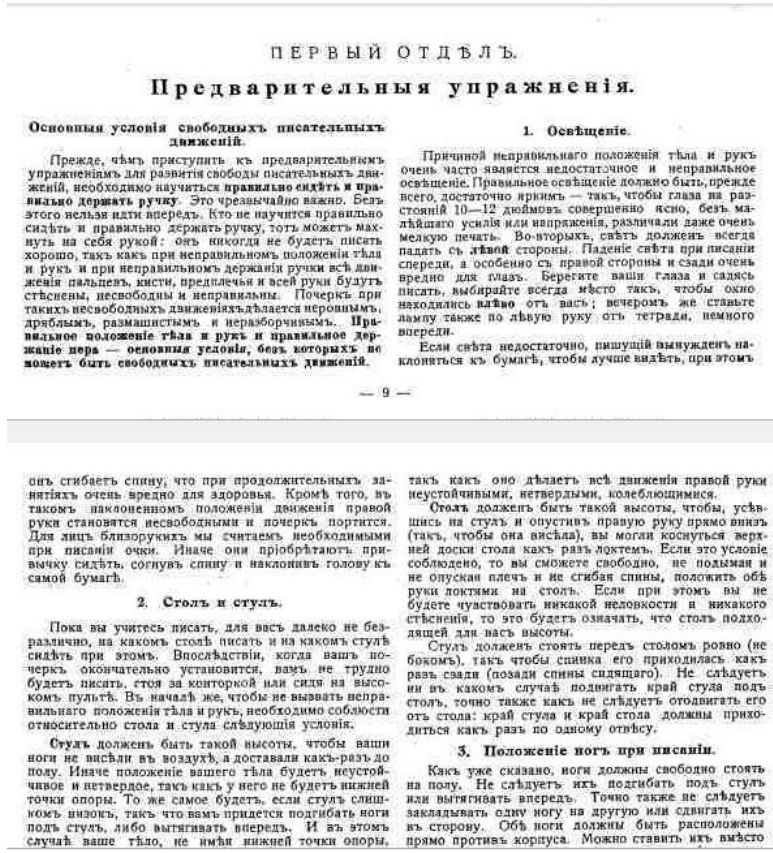 ПЕРВЫЙ ОТДѢЛЪ.
Предварительныя упражненія.
Основныя условія свободныхъ писательныхъ
движеній.
Прежде, чѣмъ приступить къ предварительнымъ
упражненіямъ для развитія свободы писательныхъ дви-
женій, необходимо научиться правильно сидѣть и пра-
вильно держать ручку. Это чрезвычайно важно. Безъ
этого нельзя идти впередъ. Кто не научится правильно
сидѣть и правильно держать ручку, тотъ можетъ мах-
нуть на себя рукой: онъ никогда не будетъ писать
хорошо, такъ какъ при неправильномъ положеніи тѣла
и рукъ и при неправильномъ держаніи ручки всѣ дви-
женія пальцевъ, кисти, предплечья и всей руки будутъ
стѣснены, несвободны и неправильны. Почеркъ при
такихъ несвободныхъ движеніяхъ дѣлается неровнымъ,
дряблымъ, размашистымъ и неразборчивымъ. Пра-
вильное положеніе тѣла и рукъ и правильное дер-
жаніе пера — основныя условія, безъ которыхъ не
можетъ быть свободныхъ писательныхъ движеній.
1. Освѣщеніе.
Причиной неправильнаго положенія тѣла и рукъ
очень часто является недостаточное и неправильное
освѣщеніе. Правильное освѣщеніе должно быть, прежде
всего, достаточно яркимъ — такъ, чтобы глаза на раз-
стояніи 10—12 дюймовъ совершенно ясно, безъ ма-
лѣйшаго усилія или напряженія, различали даже очень
мелкую печать. Во-вторыхъ, свѣтъ долженъ всегда
падать съ лѣвой стороны. Паденіе свѣта при писаніи
спереди, а особенно съ правой стороны и сзади очень
вредно для глазъ. Берегите ваши глаза и садясь
писать, выбирайте всегда мѣсто такъ, чтобы окно
находились влѣво отъ васъ; вечеромъ же ставьте
лампу также по лѣвую руку отъ тетради, немного
впереди.
Если свѣта недостаточно, пишущій вынужденъ на-
клоняться къ бумагѣ, чтобы лучше видѣть, при этомъ
— 9 —
онъ сгибаетъ спину, что при продолжительныхъ за-
нятіяхъ очень вредно для здоровья. Кромѣ того, въ
такомъ наклоненномъ положеніи движенія правой
руки становятся несвободными и почеркъ портится.
Для лицъ близорукихъ мы считаемъ необходимыми
при писаніи очки. Иначе они пріобрѣтаютъ при-
вычку сидѣть, согнувъ спину и наклонивъ голову къ
самой бумагѣ.
2. Столъ и стулъ.
Пока вы учитесь писать, для васъ далеко не без-
различно, на какомъ столѣ писать и на какомъ стулѣ
сидѣть при этомъ. Впослѣдствіи, когда вашъ по-
черкъ окончательно установится, вамъ не трудно
будетъ писать, стоя за конторкой или сидя на высо-
комъ пультѣ. Въ началѣ же, чтобы не вызвать непра-
вильнаго положенія тѣла и рукъ, необходимо соблюсти
относительно стола и стула слѣдующія условія.
Стулъ долженъ быть такой высоты, чтобы ваши
ноги не висѣли въ воздухѣ, а доставали какъ-разъ до
полу. Иначе положеніе вашего тѣла будетъ неустой-
чивое и нетвердое, такъ какъ у него не будетъ нижней
точки опоры. То же самое будетъ, если стулъ слиш-
комъ низокъ, такъ что вамъ придется подгибать ноги
подъ стулъ, либо вытягивать впередъ. И въ этомъ
случаѣ ваше тѣло, не имѣя нижней точки опоры,
такъ какъ оно дѣлаетъ всѣ движенія правой руки
неустойчивыми, нетвердыми, колеблющимися.
Столъ долженъ быть такой высоты, чтобы, усѣв-
шись на стулъ и опустивъ правую руку прямо внизъ
(такъ, чтобы она висѣла), вы могли коснуться верх-
ней доски стола какъ разъ локтемъ. Если это условіе
соблюдено, то вы сможете свободно, не подымая и
не опуская плечъ и не сгибая спины, положить обѣ
руки локтями на столъ. Если при этомъ вы не
будете чувствовать никакой неловкости и никакого
стѣсненія, то это будетъ означать, что столъ подхо-
дящей для васъ высоты.
Стулъ долженъ стоять передъ столомъ ровно (не
бокомъ), такъ чтобы спинка его приходилась какъ
разъ сзади (позади спины сидящаго). Не слѣдуетъ
ни въ какомъ случаѣ подвигать край стула подъ
столъ, точно также какъ не слѣдуетъ отодвигать его
отъ стола: край стула и край стола должны прихо-
диться какъ разъ по одному отвѣсу.
3. Положеніе ногъ при писаніи.
Какъ уже сказано, ноги должны свободно стоять
на полу. Не слѣдуетъ ихъ подгибать подъ стулъ
или вытягивать впередъ. Точно также не слѣдуетъ
закладывать одну ногу на другую или сдвигать ихъ
въ сторону. Обѣ ноги должны быть расположены
прямо противъ корпуса. Можно ставить ихъ вмѣсто